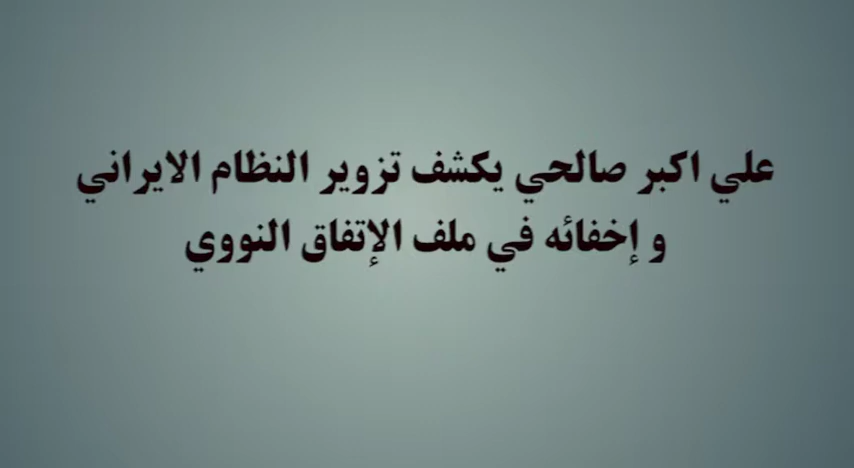 علي اكبر صالحي يكشف تزوير النظام الايراني
و إخفائه في ملف الإتفاق النووي